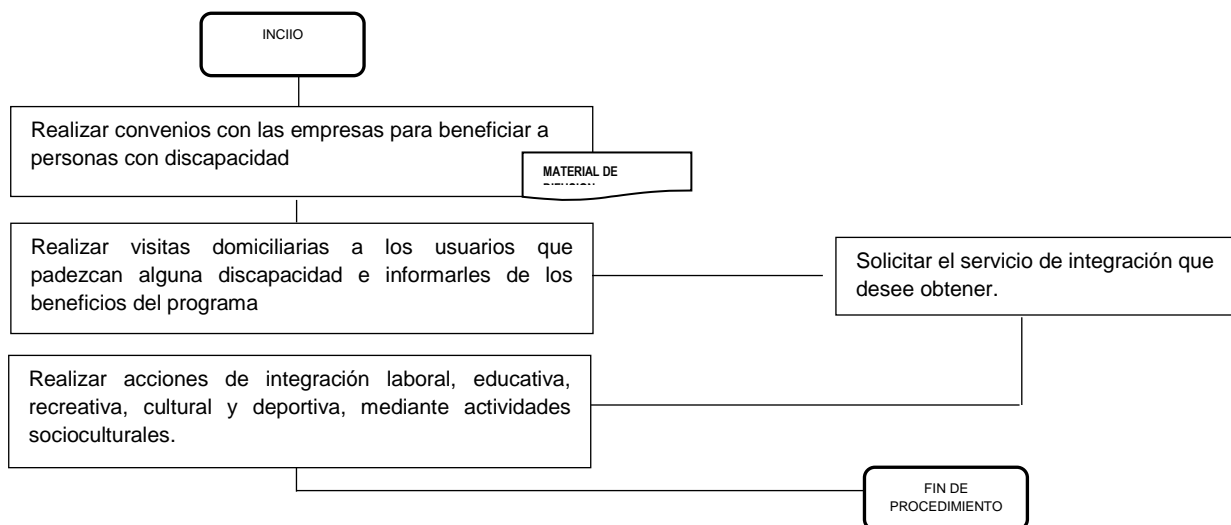 INCIIO
Realizar convenios con las empresas para beneficiar a
personas con discapacidad
MATERIAL DE
Realizar visitas domiciliarias a los usuarios que
padezcan alguna discapacidad e informarles de los
beneficios del programa
Solicitar el servicio de integración que
desee obtener.
Realizar acciones de integración laboral, educativa,
recreativa, cultural y deportiva, mediante actividades
socioculturales.
FIN DE
PROCEDIMIENTO